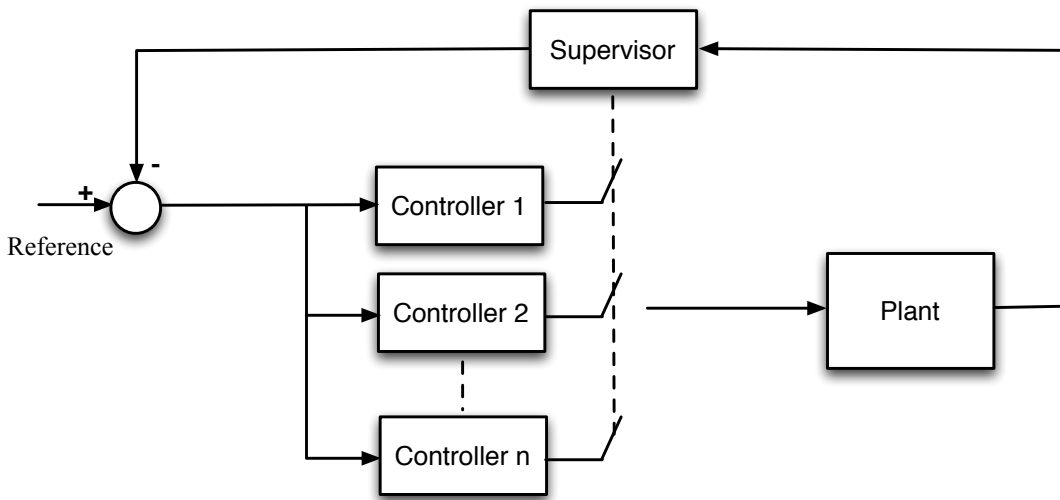 Supervisor
-
+
Reference
Controller 1
Controller 2
Plant
Controller n